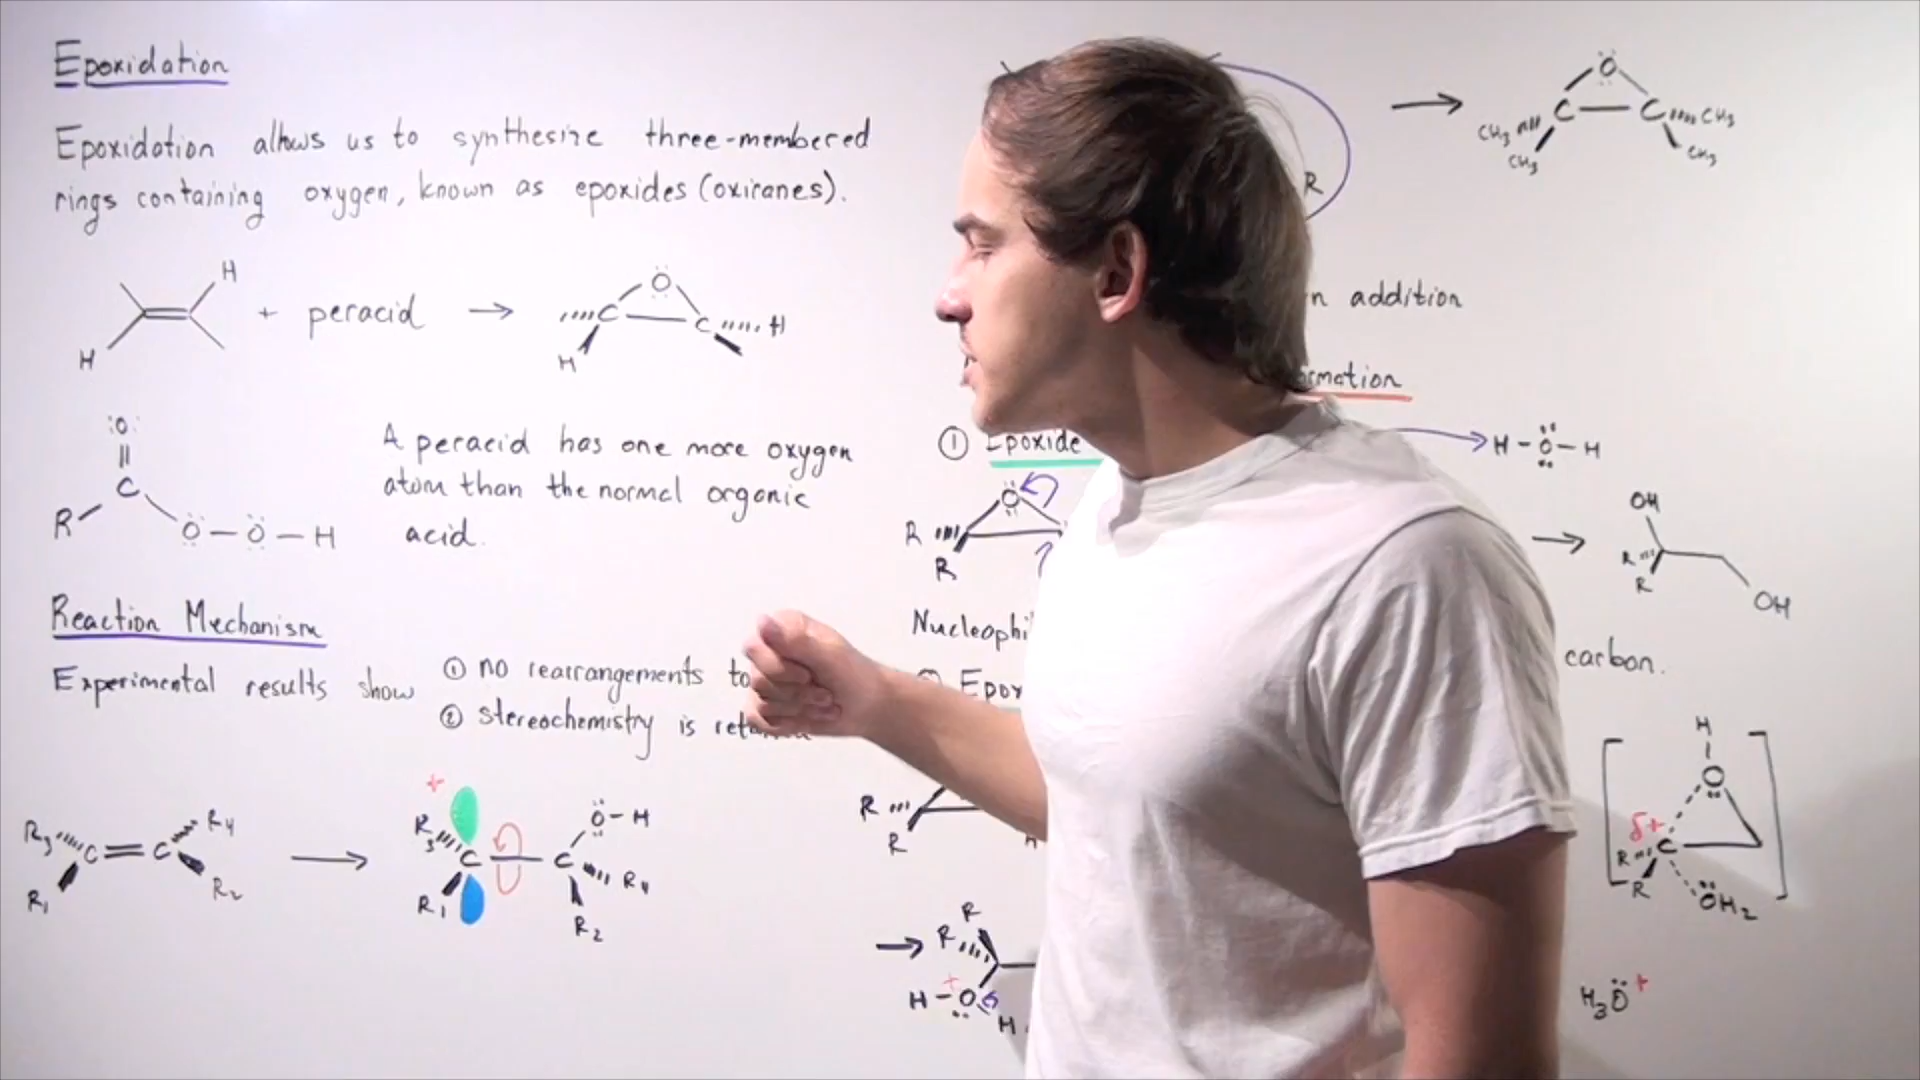 Epoxidation
Epoxidation allows us to synthesize three-membered
rings containing oxygen, known as epoxides (oxiranes).
H
H
+ peracid →
O
C C H
H
O
C
R O - O - H
A peracid has one more oxygen
atom than the normal organic
acid.
Reaction Mechanism
Experimental results show
① no rearrangements
② stereochemistry is
R3 C = C R4
R1 R2
→
+
R3 C - C R4
R1 R2
O - H
R
→
O
C C
CH3 CH3
CH3 CH3
addition
① Epoxide
H - O - H
O
R
R
→
OH
R
R
OH
carbon.
R
R
→
R
R
+
H - O
H
H
O
δ+
R C
R
OH2
H3O+